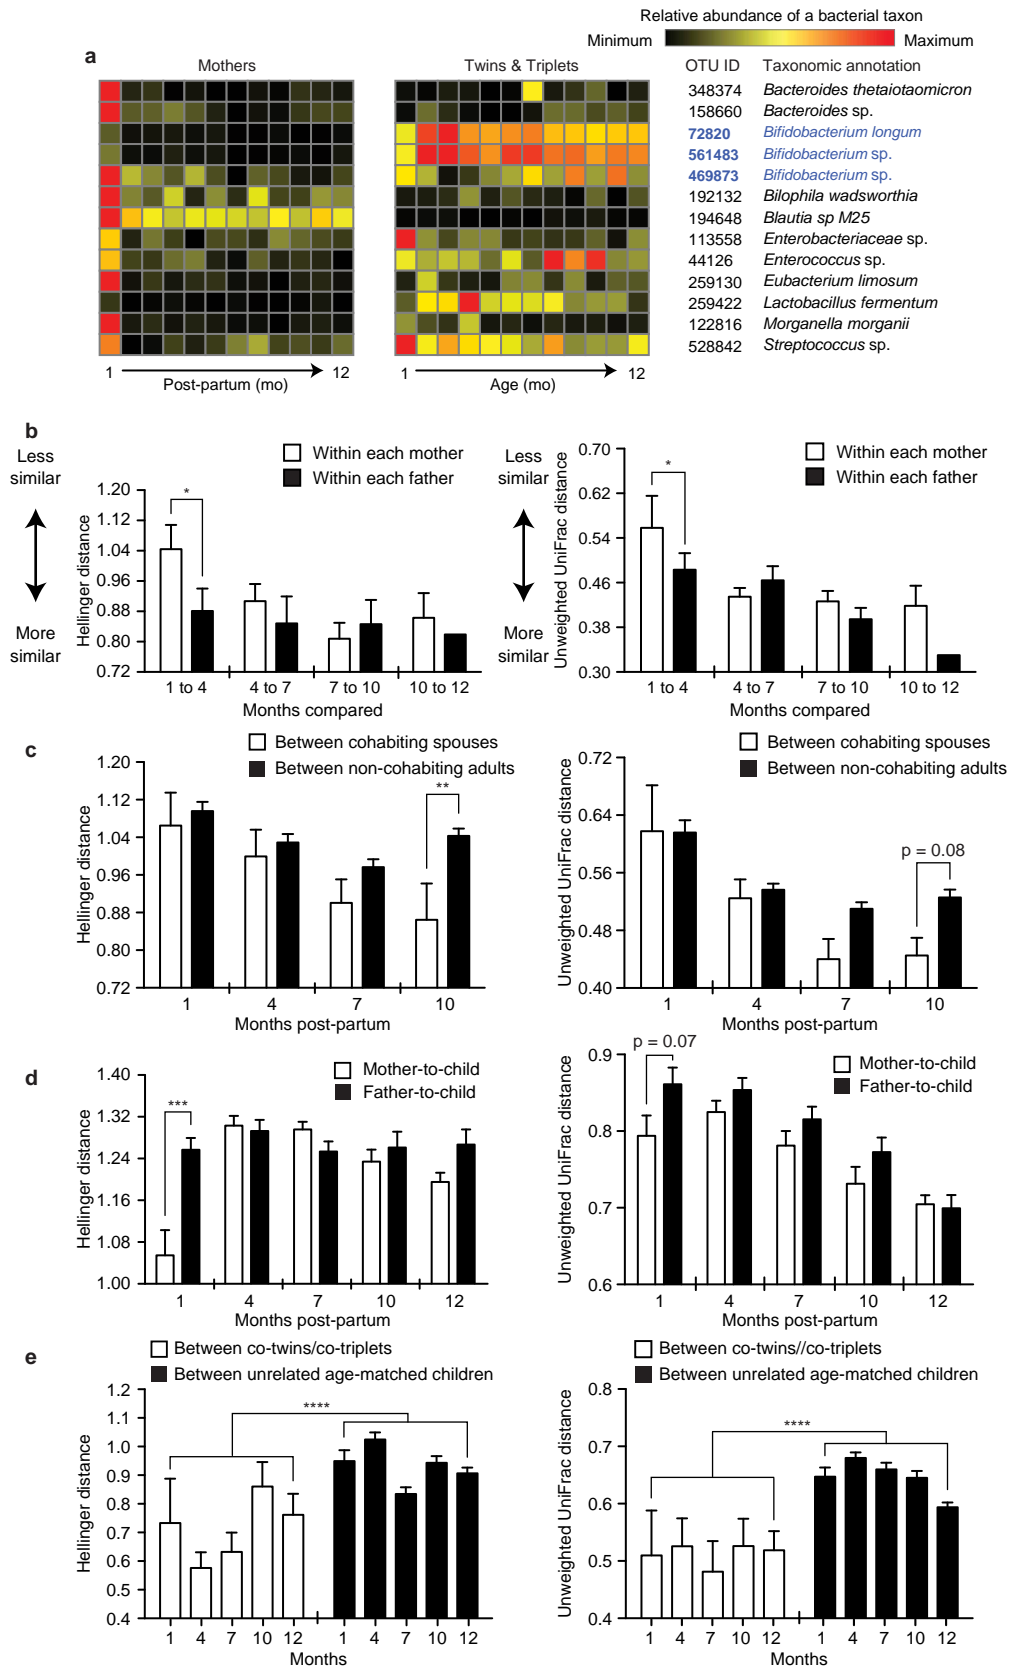 Relative abundance of a bacterial taxon
Minimum Maximum
a
Mothers Twins & Triplets OTU ID Taxonomic annotation
348374 Bacteroides thetaiotaomicron
158660 Bacteroides sp.
72820 Bifidobacterium longum
561483 Bifidobacterium sp.
469873 Bifidobacterium sp.
192132 Bilophila wadsworthia
194648 Blautia sp M25
113558 Enterobacteriaceae sp.
44126 Enterococcus sp.
259130 Eubacterium limosum
259422 Lactobacillus fermentum
122816 Morganella morganii
528842 Streptococcus sp.
1 12 1 12
Post-partum (mo) Age (mo)
b
Less similar
More similar
Within each mother
Within each father
Hellinger distance
1.20
1.12
1.04
0.96
0.88
0.80
0.72
*
1 to 4 4 to 7 7 to 10 10 to 12
Months compared
Less similar
More similar
Within each mother
Within each father
Unweighted UniFrac distance
0.70
0.62
0.54
0.46
0.38
0.30
*
1 to 4 4 to 7 7 to 10 10 to 12
Months compared
c
Between cohabiting spouses
Between non-cohabiting adults
Hellinger distance
1.20
1.12
1.04
0.96
0.88
0.80
0.72
**
1 4 7 10
Months post-partum
Between cohabiting spouses
Between non-cohabiting adults
Unweighted UniFrac distance
0.72
0.64
0.56
0.48
0.40
p = 0.08
1 4 7 10
Months post-partum
d
Mother-to-child
Father-to-child
Hellinger distance
1.40
1.32
1.24
1.16
1.08
1.00
***
1 4 7 10 12
Months post-partum
p = 0.07
Mother-to-child
Father-to-child
Unweighted UniFrac distance
0.9
0.8
0.7
0.6
1 4 7 10 12
Months post-partum
e
Between co-twins/co-triplets
Between unrelated age-matched children
Hellinger distance
1.2
1.1
1.0
0.9
0.8
0.7
0.6
0.5
0.4
****
1 4 7 10 12 1 4 7 10 12
Months
Between co-twins//co-triplets
Between unrelated age-matched children
Unweighted UniFrac distance
0.8
0.7
0.6
0.5
0.4
****
1 4 7 10 12 1 4 7 10 12
Months